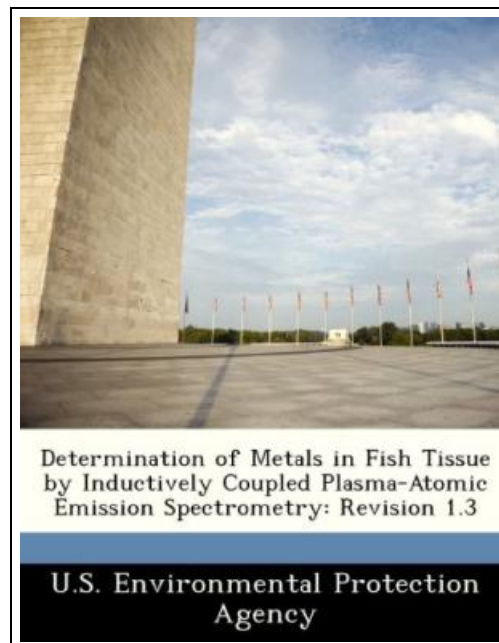 Determination of Metals in Fish Tissue
by Inductively Coupled Plasma-Atomic
Emission Spectrometry: Revision 1.3
U.S. Environmental Protection
Agency